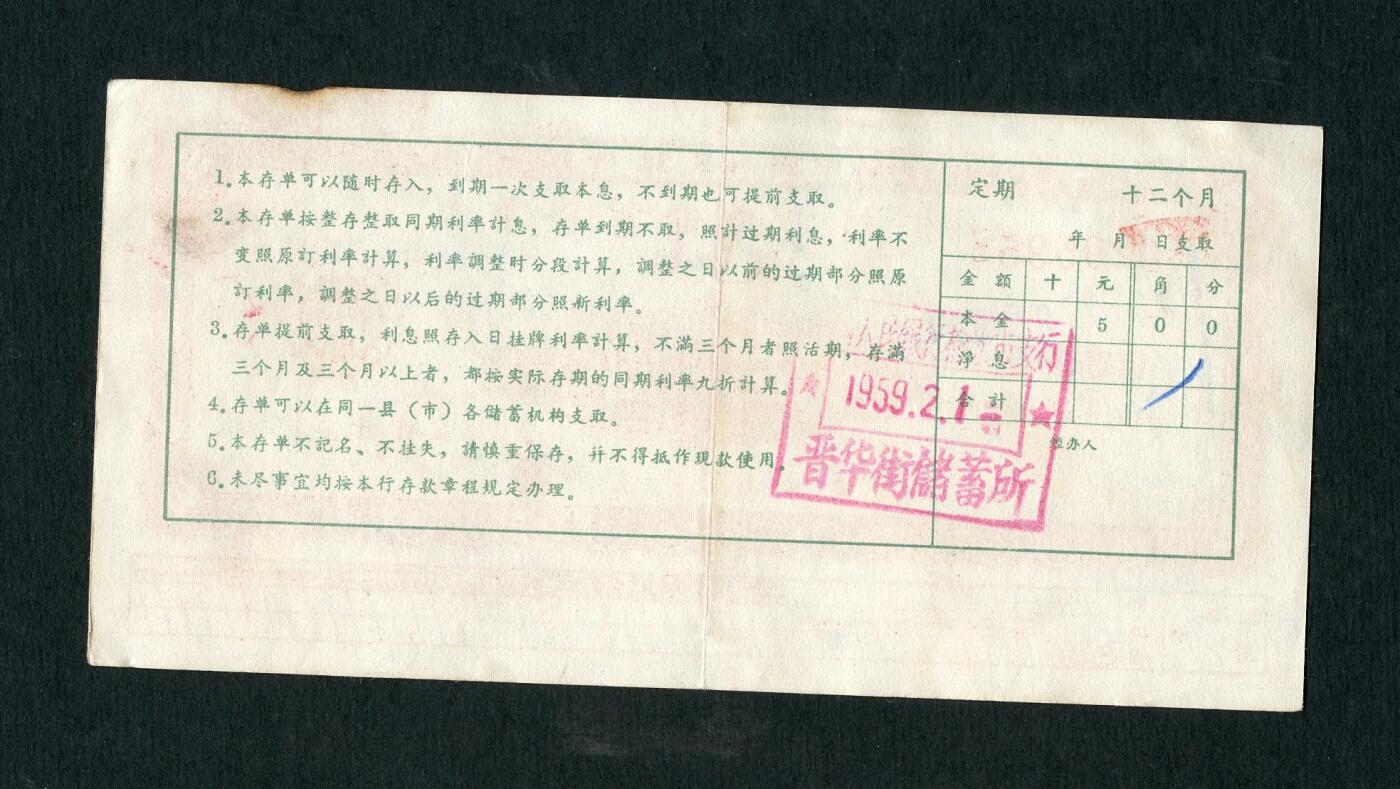 1.本存单可以随时存入，到期一次支取本息，不到期也可提前支取。
2.本存单按整存整取同期利率計息，存单到期不取，照計过期利息，利率不
变照原訂利率計算，利率調整时分段計算，調整之日以前的过期部分照原
訂利率，調整之日以后的过期部分照新利率。
3.存单提前支取，利息照存入日挂牌利率計算，不滿三个月者照活期，存滿
三个月及三个月以上者，都按实际存期的同期利率九折計算。
4.存单可以在同一县（市）各儲蓄机构支取。
5.本存单不記名、不挂失，請慎重保存，幷不得抵作現款使用。
6.未尽事宜均按本行存款章程規定办理。
定期 十二个月
年 月 日支取
金額 十 元 角 分
本金 5 0 0
淨息
合計
經办人
1959.2.1
晋华街儲蓄所